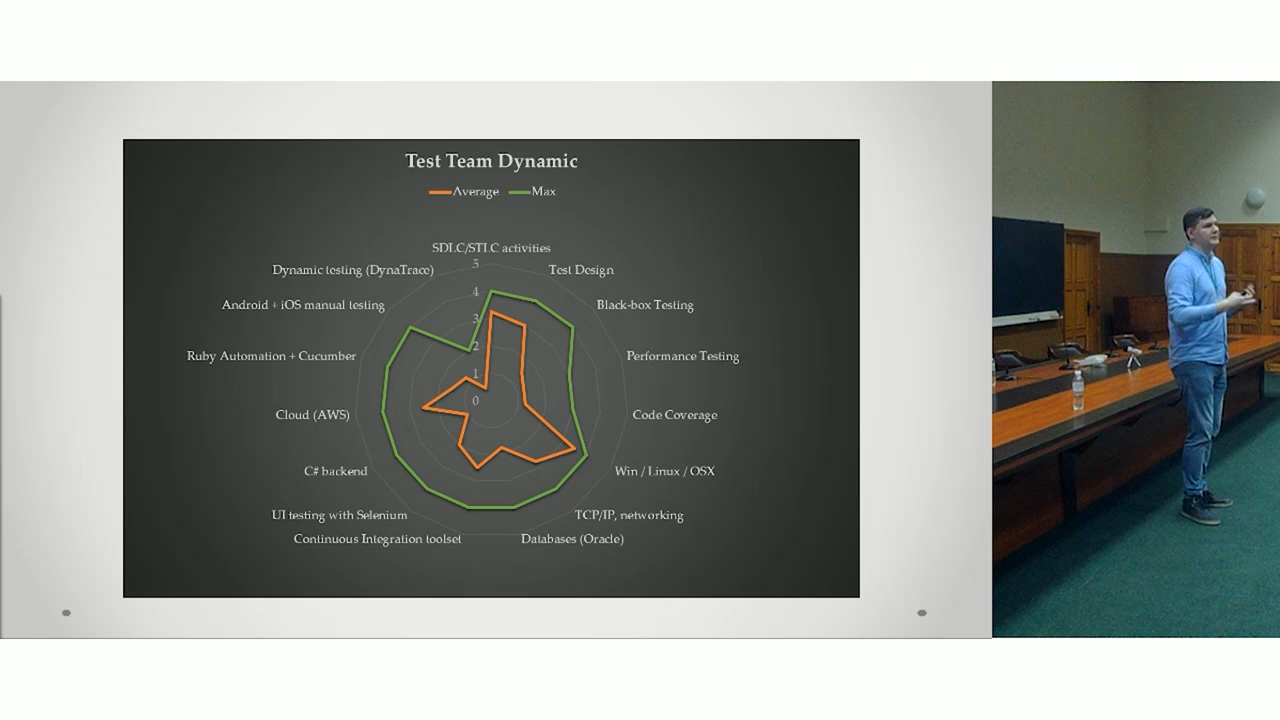 Test Team Dynamic
Average Max
SDLC/STLC activities
Dynamic testing (DynaTrace)
Test Design
Android + iOS manual testing
Black-box Testing
Ruby Automation + Cucumber
Performance Testing
Cloud (AWS)
Code Coverage
C# backend
Win / Linux / OSX
UI testing with Selenium
TCP/IP, networking
Continuous Integration toolset
Databases (Oracle)
5
4
3
2
1
0